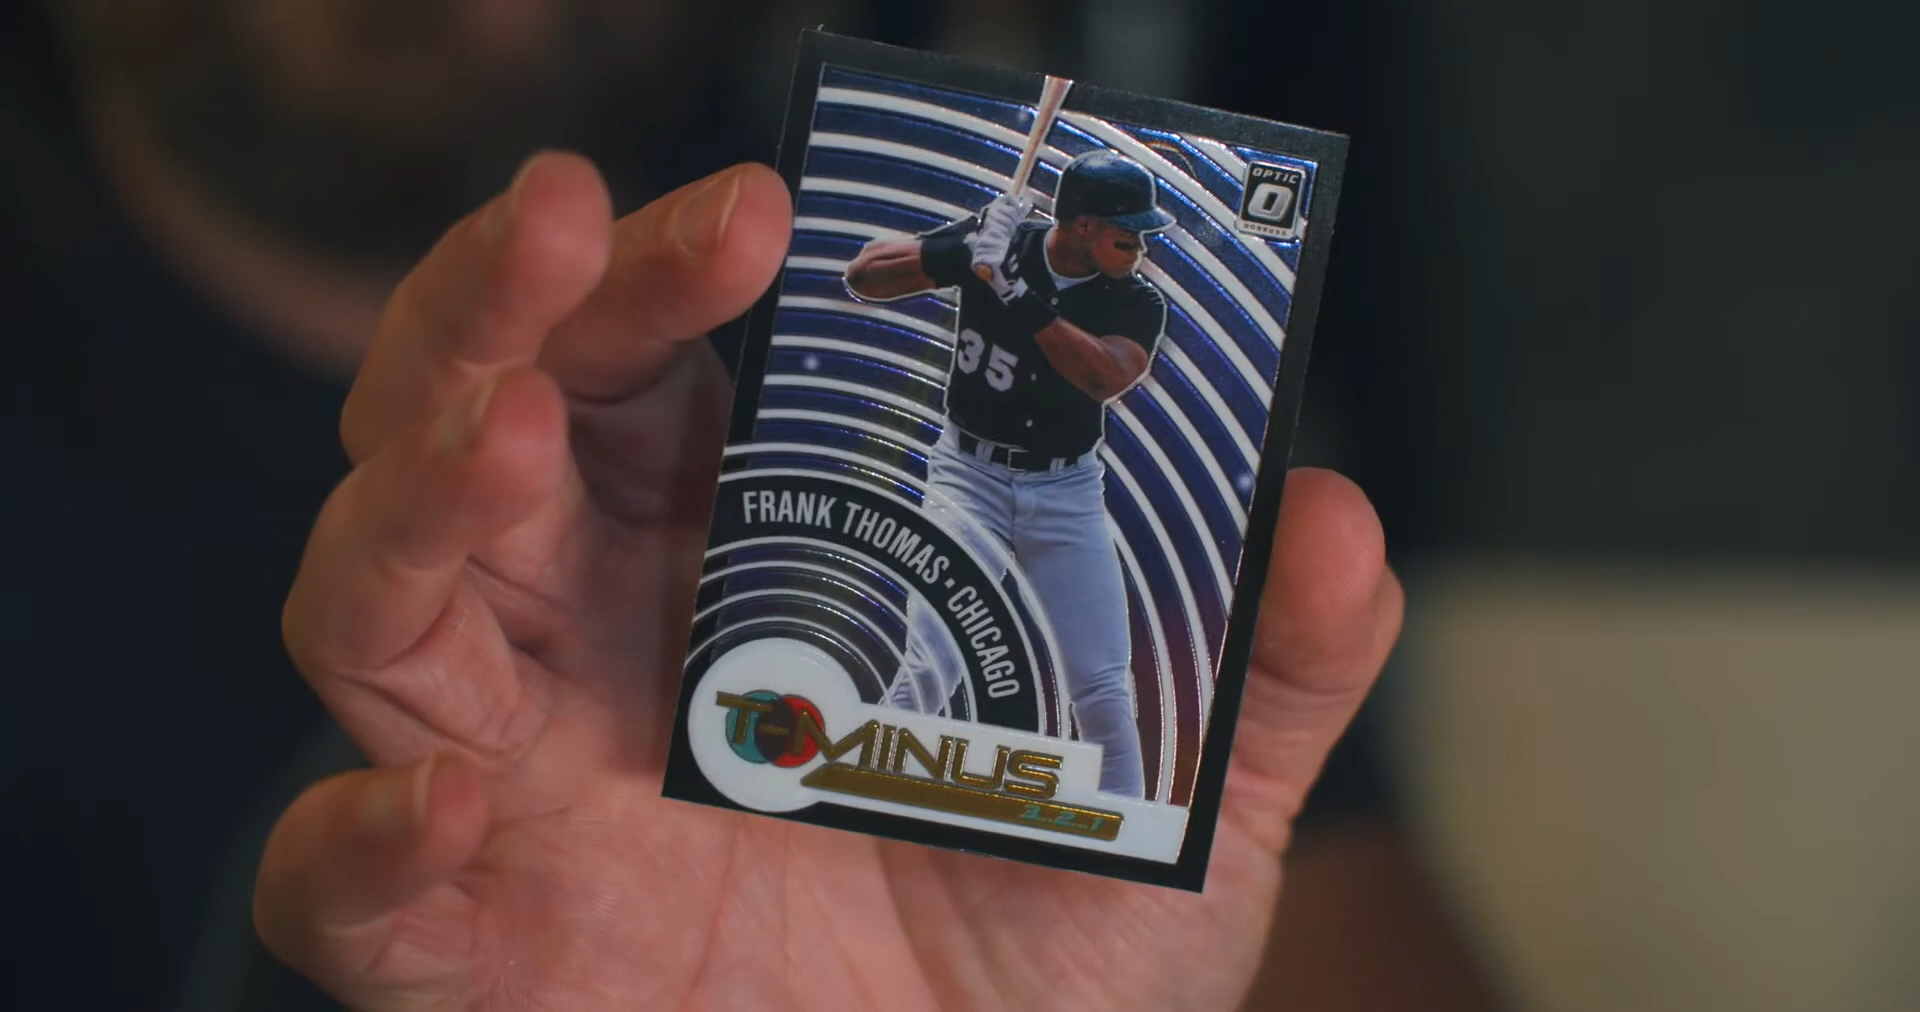 OPTIC
DONRUSS
35
FRANK THOMAS • CHICAGO
T-MINUS
3...2...1